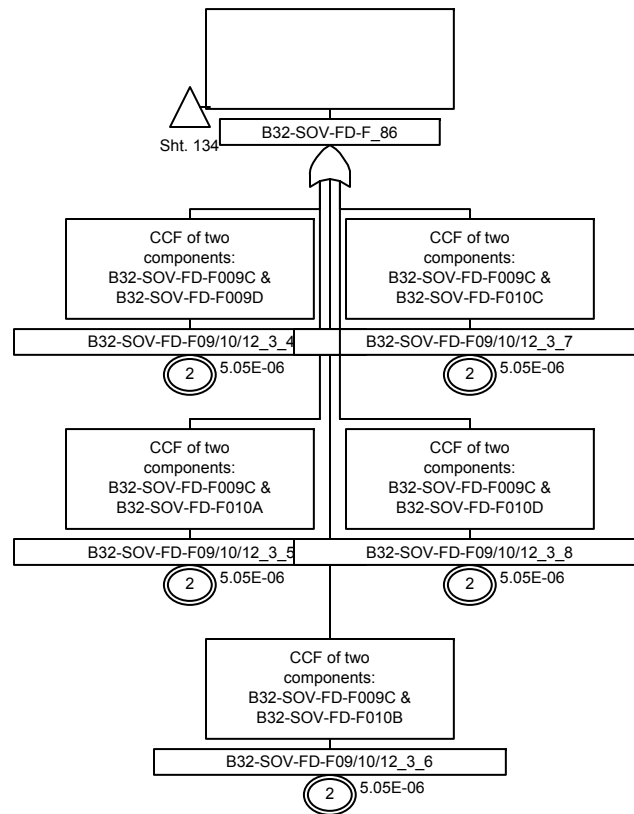 Sht. 134
B32-SOV-FD-F_86
CCF of two
components:
B32-SOV-FD-F009C &
B32-SOV-FD-F009D
B32-SOV-FD-F09/10/12_3_4
2
5.05E-06
CCF of two
components:
B32-SOV-FD-F009C &
B32-SOV-FD-F010C
B32-SOV-FD-F09/10/12_3_7
2
5.05E-06
CCF of two
components:
B32-SOV-FD-F009C &
B32-SOV-FD-F010A
B32-SOV-FD-F09/10/12_3_5
2
5.05E-06
CCF of two
components:
B32-SOV-FD-F009C &
B32-SOV-FD-F010D
B32-SOV-FD-F09/10/12_3_8
2
5.05E-06
CCF of two
components:
B32-SOV-FD-F009C &
B32-SOV-FD-F010B
B32-SOV-FD-F09/10/12_3_6
2
5.05E-06